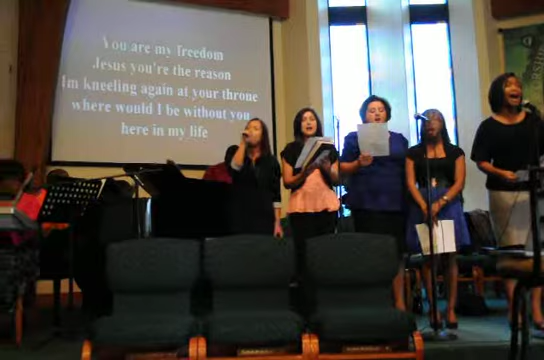 You are my freedom
Jesus you're the reason
Im kneeling again at your throne
where would I be without you
here in my life